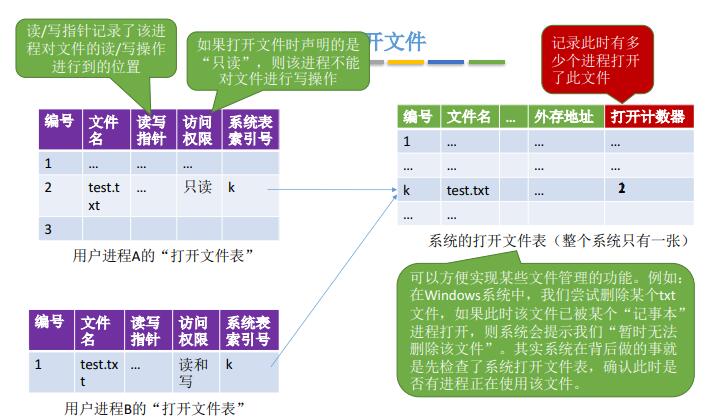 读/写指针记录了该进
程对文件的读/写操作
进行到的位置
如果打开文件时声明的是
“只读”，则该进程不能
对文件进行写操作
开文件
记录此时有多
少个进程打开
了此文件
编号 文件名 读写指针 访问权限 系统表索引号
1 … … …
2 test.txt … 只读 k
3
用户进程A的“打开文件表”
编号 文件名 … 外存地址 打开计数器
1 … … …
… … … …
k test.txt … 2
… …
系统的打开文件表（整个系统只有一张）
可以方便实现某些文件管理的功能。例如：
在Windows系统中，我们尝试删除某个txt
文件，如果此时该文件已被某个“记事本”
进程打开，则系统会提示我们“暂时无法
删除该文件”。其实系统在背后做的事就
是先检查了系统打开文件表，确认此时是
否有进程正在使用该文件。
编号 文件名 读写指针 访问权限 系统表索引号
1 test.txt … 读和写 k
用户进程B的“打开文件表”